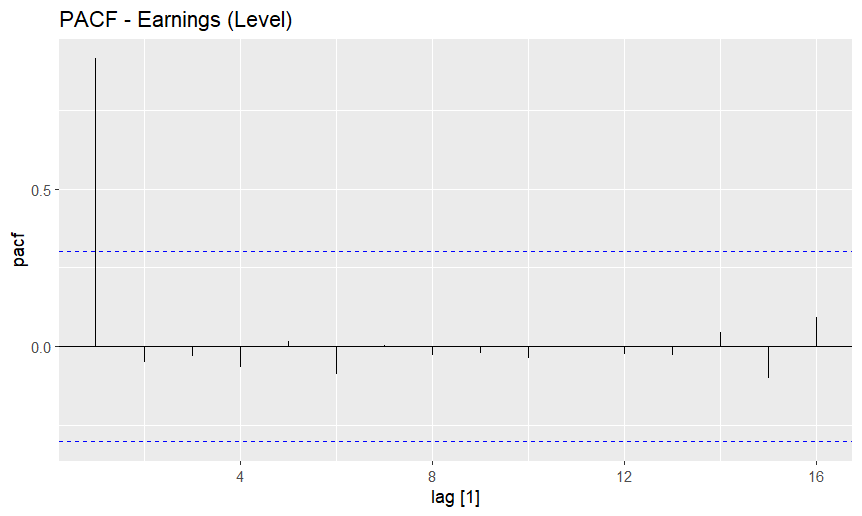 PACF - Earnings (Level)
pacf
0.5
0.0
4 8 12 16
lag [1]